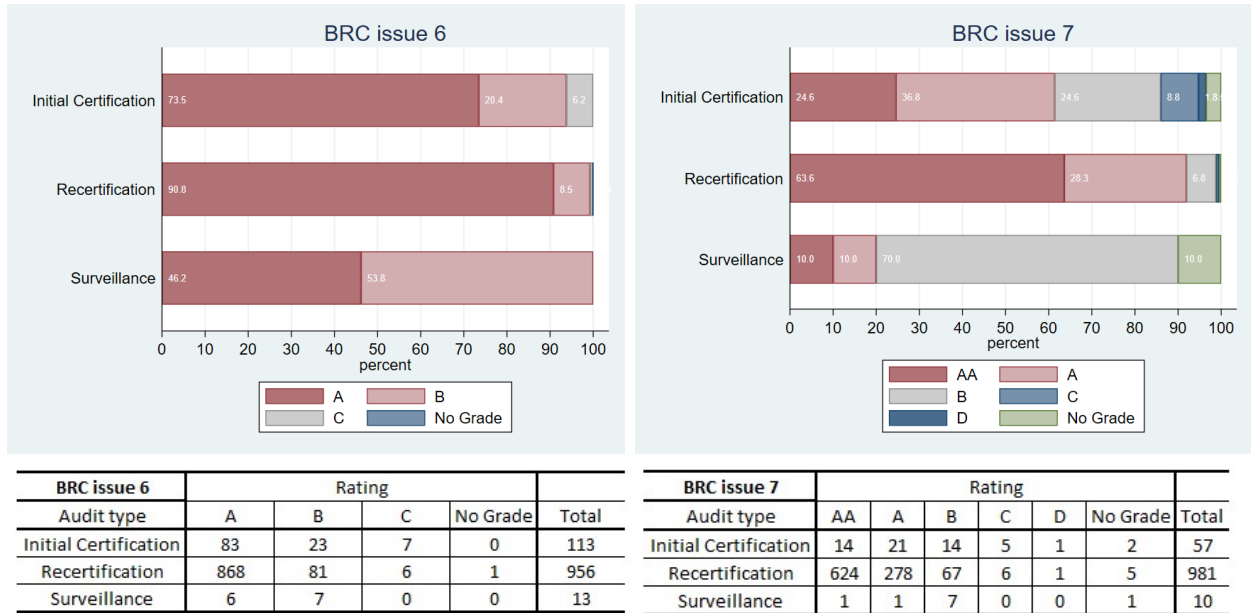 BRC issue 6
Initial Certification 73.5 20.4 6.2
Recertification 90.8 8.5
Surveillance 46.2 53.8
0 10 20 30 40 50 60 70 80 90 100
percent
A B
C No Grade
BRC issue 7
Initial Certification 24.6 36.8 24.6 8.8
Recertification 63.6 28.3 6.8
Surveillance 10.0 10.0 70.0 10.0
0 10 20 30 40 50 60 70 80 90 100
percent
AA A
B C
D No Grade
BRC issue 6 Rating
Audit type A B C No Grade Total
Initial Certification 83 23 7 0 113
Recertification 868 81 6 1 956
Surveillance 6 7 0 0 13
BRC issue 7 Rating
Audit type AA A B C D No Grade Total
Initial Certification 14 21 14 5 1 2 57
Recertification 624 278 67 6 1 5 981
Surveillance 1 1 7 0 0 1 10